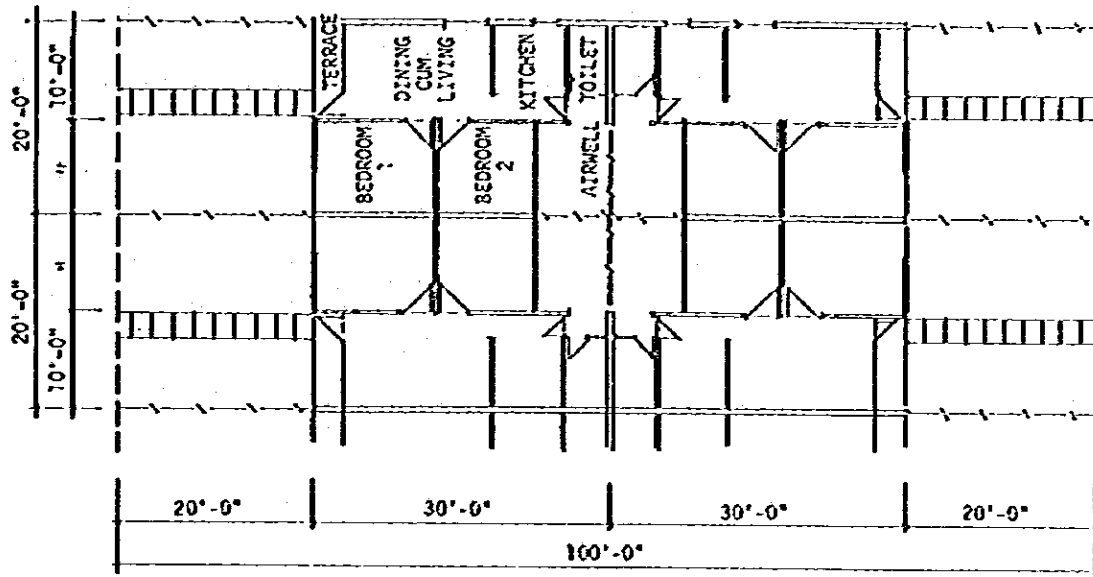 TERRACE
DINING
CUM
LIVING
KITCHEN
TOILET
BEDROOM
BEDROOM
2
AIRWELL
20'-0"
10'-0"
"
"
20'-0"
10'-0"
20'-0"
30'-0"
30'-0"
20'-0"
100'-0"